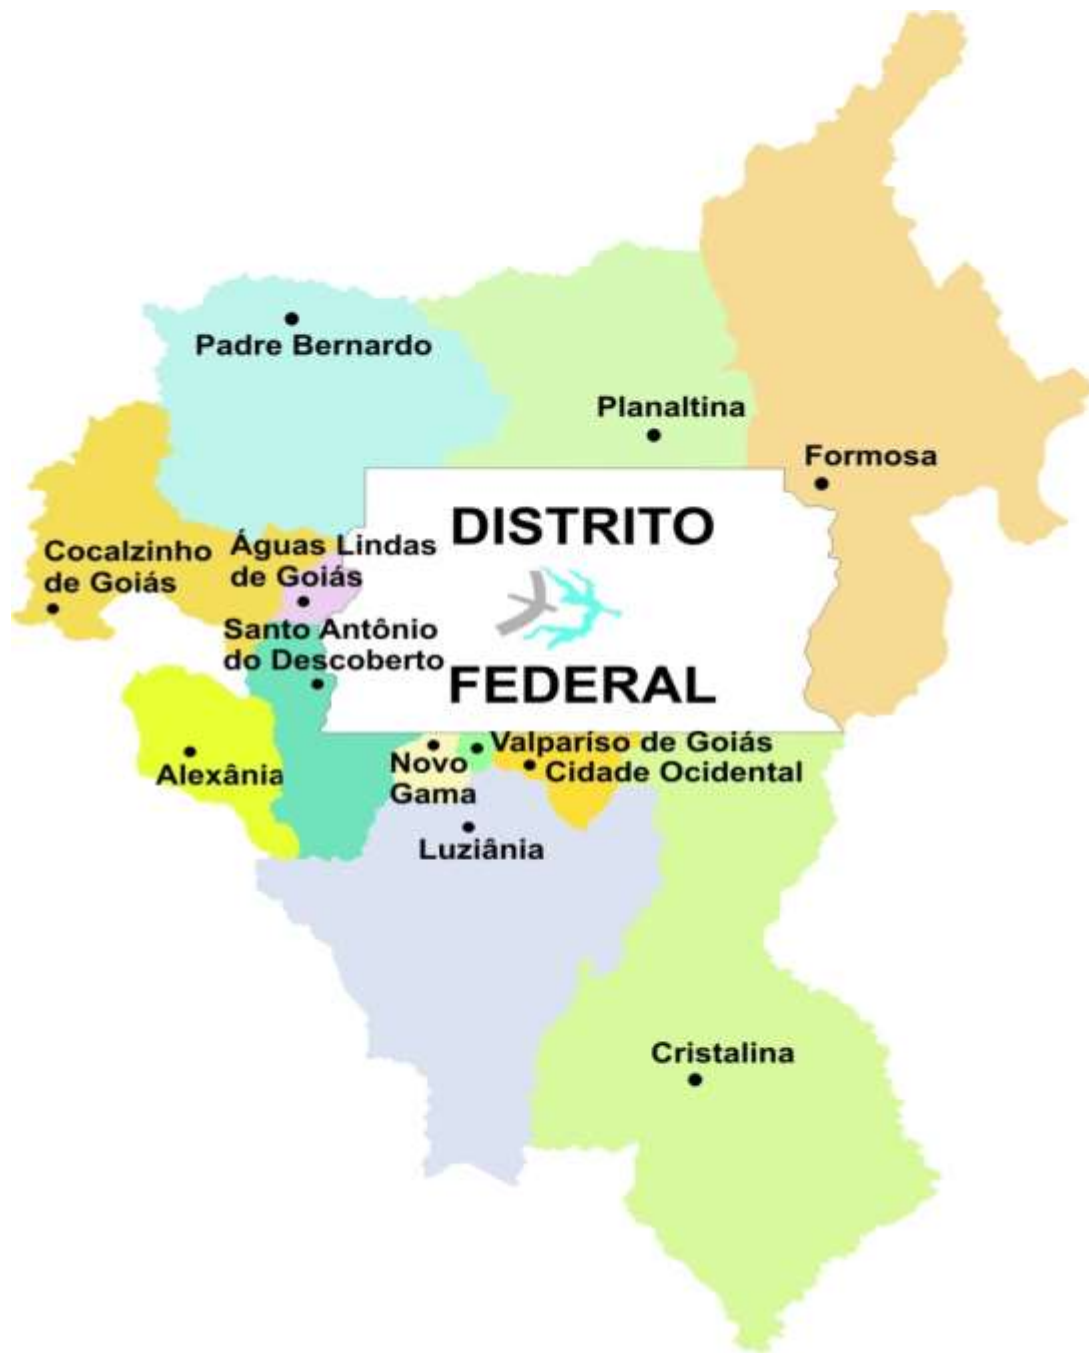 Padre Bernardo
Planaltina
Formosa
DISTRITO
FEDERAL
Cocalzinho
de Goiás
Águas Lindas
de Goiás
Santo Antônio
do Descoberto
Alexânia
Novo
Gama
Valparíso de Goiás
Cidade Ocidental
Luziânia
Cristalina